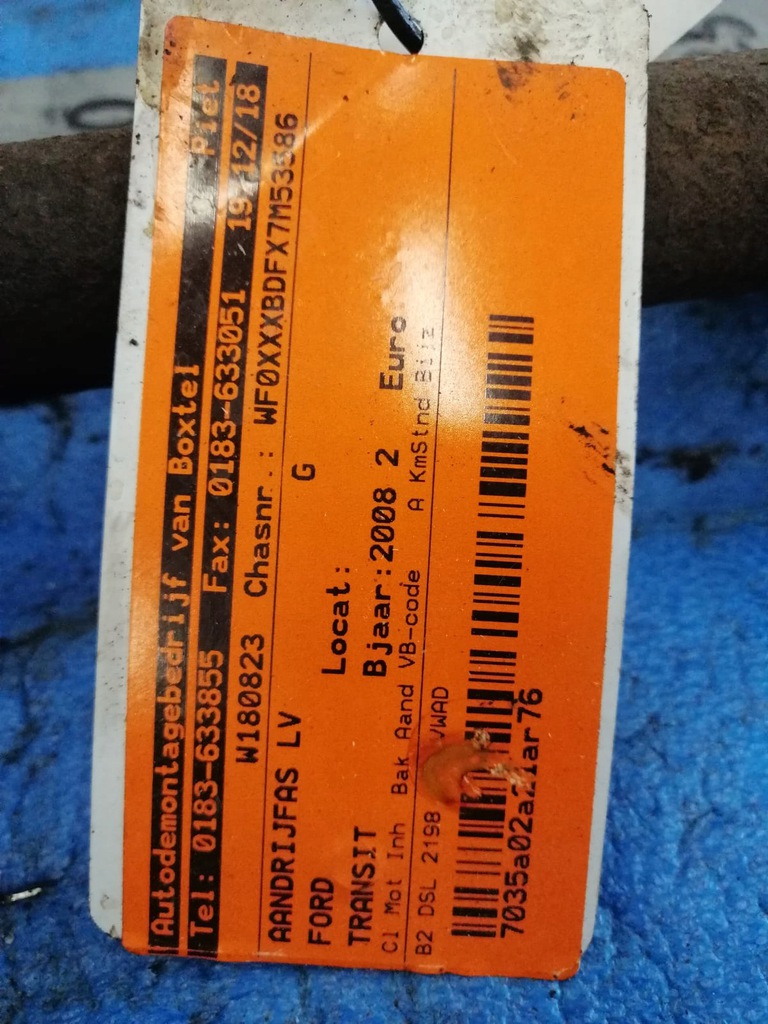 Autodemontagebedrijf van Boxtel Piet
Tel: 0183-633855 Fax: 0183-633051 19/12/18
W180823 Chasnr.: WF0XXXBDFX7M53586
AANDRIJFAS LV G
FORD
Locat:
TRANSIT Bjaar:2008 2 Euro:
Cl Mot Inh Bak Aand VB-code A KmStnd Bijz
B2 DSL 2198 VWAD